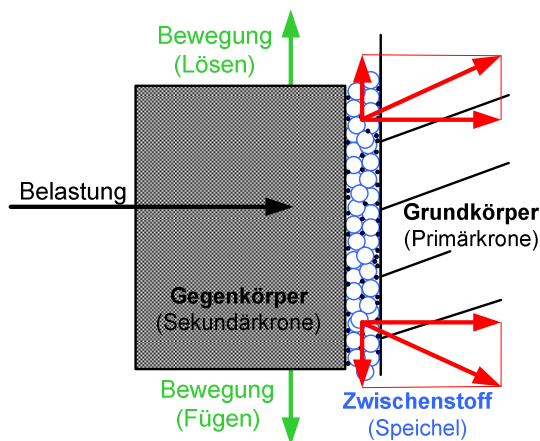 Bewegung
(Lösen)
Belastung
Grundkörper
(Primärkrone)
Gegenkörper
(Sekundärkrone)
Bewegung
(Fügen)
Zwischenstoff
(Speichel)